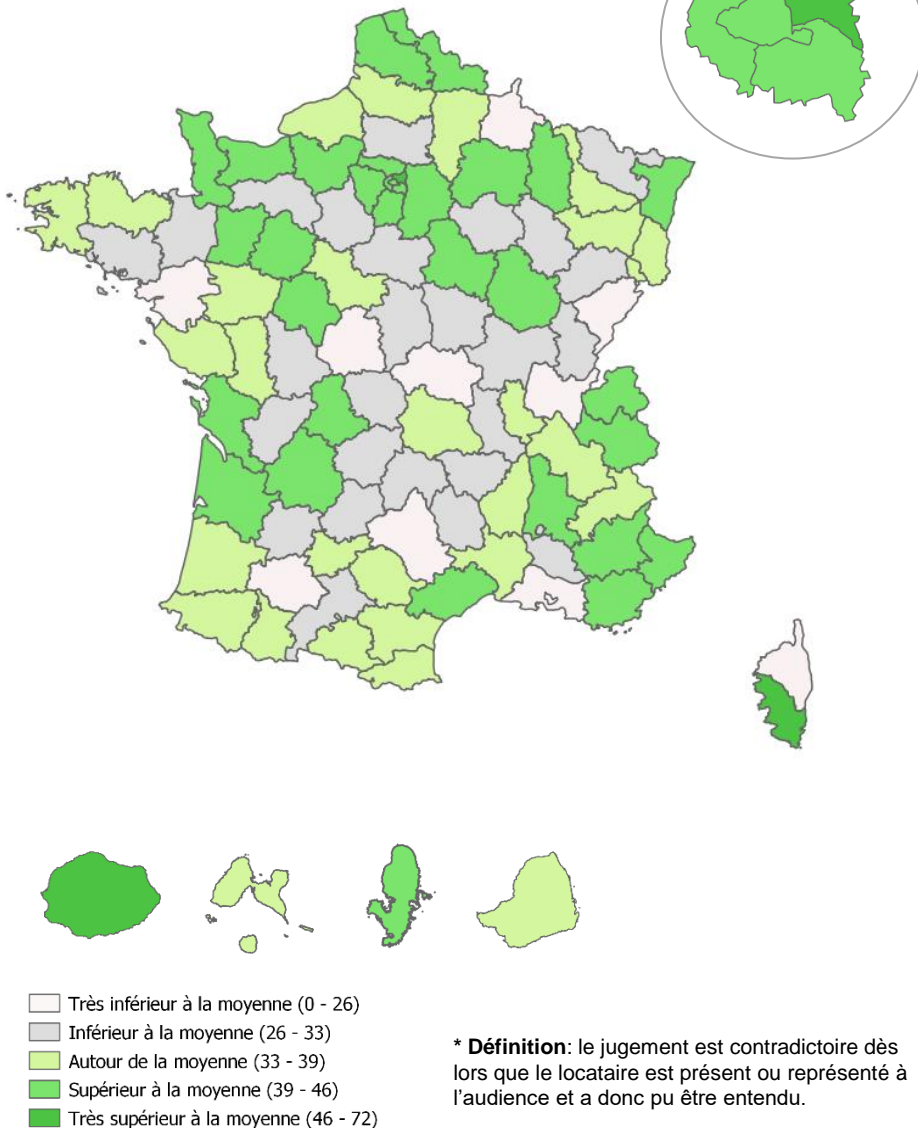 Très inférieur à la moyenne (0 - 26)
Inférieur à la moyenne (26 - 33)
Autour de la moyenne (33 - 39)
Supérieur à la moyenne (39 - 46)
Très supérieur à la moyenne (46 - 72)
* Définition: le jugement est contradictoire dès
lors que le locataire est présent ou représenté à
l’audience et a donc pu être entendu.